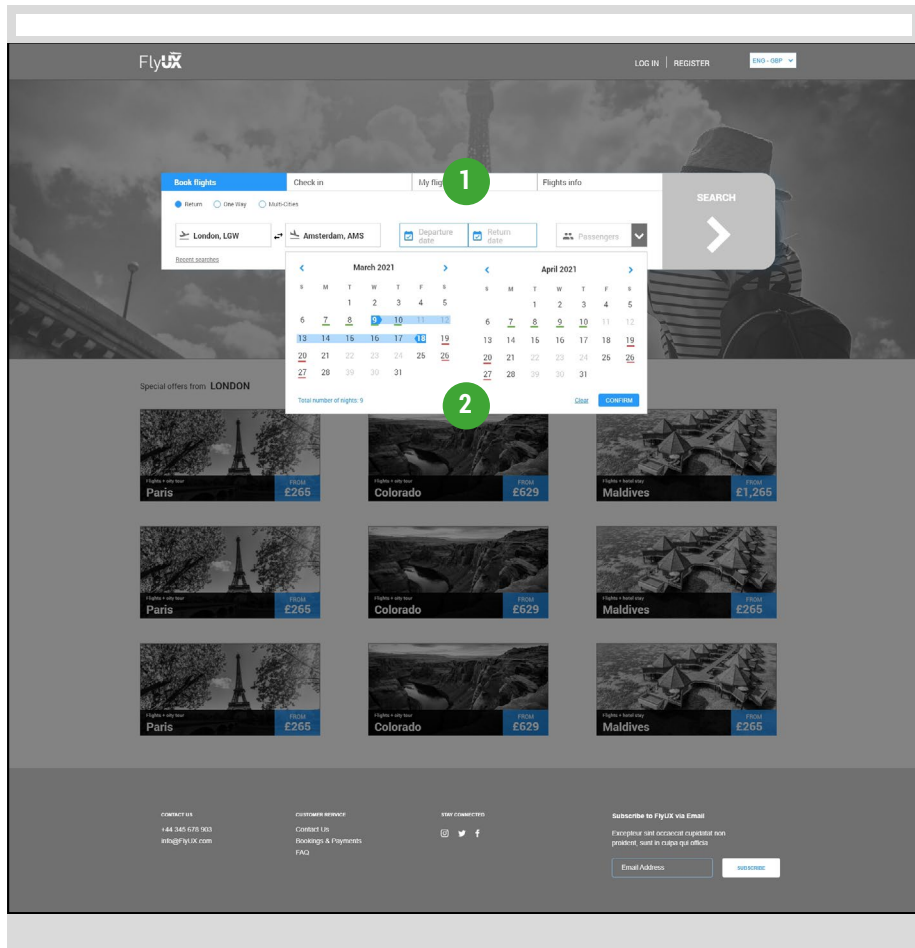 FlyUX
LOG IN | REGISTER
ENG - GBP
1
Book flights
Check in
My flig
Flights info
SEARCH
Return
One Way
Multi-Cities
London, LGW
Amsterdam, AMS
Departure date
Return date
Passengers
Recent searches
March 2021
April 2021
S M T W T F S
S M T W T F S
1 2 3 4 5
1 2 3 4 5
6 7 8 9 10 11 12
6 7 8 9 10 11 12
13 14 15 16 17 18 19
13 14 15 16 17 18 19
20 21 22 23 24 25 26
20 21 22 23 24 25 26
27 28 29 30 31
27 28 29 30 31
Total number of nights: 9
2
Clear
CONFIRM
Special offers from LONDON
Flights + city tour
Paris
FROM
£265
Colorado
FROM
£629
Flights + hotel stay
Maldives
FROM
£1,265
Flights + city tour
Paris
FROM
£265
Flights + city tour
Colorado
FROM
£629
Flights + hotel stay
Maldives
FROM
£265
Flights + city tour
Paris
FROM
£265
Flights + city tour
Colorado
FROM
£629
Flights + hotel stay
Maldives
FROM
£265
CONTACT US
+44 345 678 903
info@FlyUX.com
CUSTOMER SERVICE
Contact Us
Bookings & Payments
FAQ
STAY CONNECTED
Subscribe to FlyUX via Email
Excepteur sint occaecat cupidatat non
proident, sunt in culpa qui officia
Email Address
SUBSCRIBE